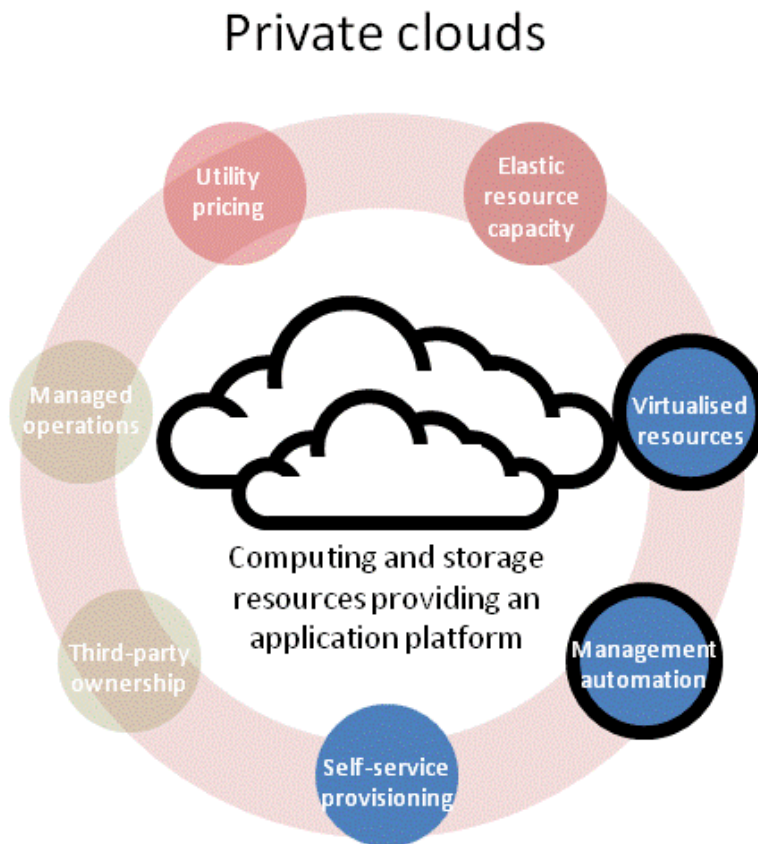 Private clouds
Utility
pricing
Elastic
resource
capacity
Managed
operations
Virtualised
resources
Computing and storage
resources providing an
application platform
Third-party
ownership
Management
automation
Self-service
provisioning